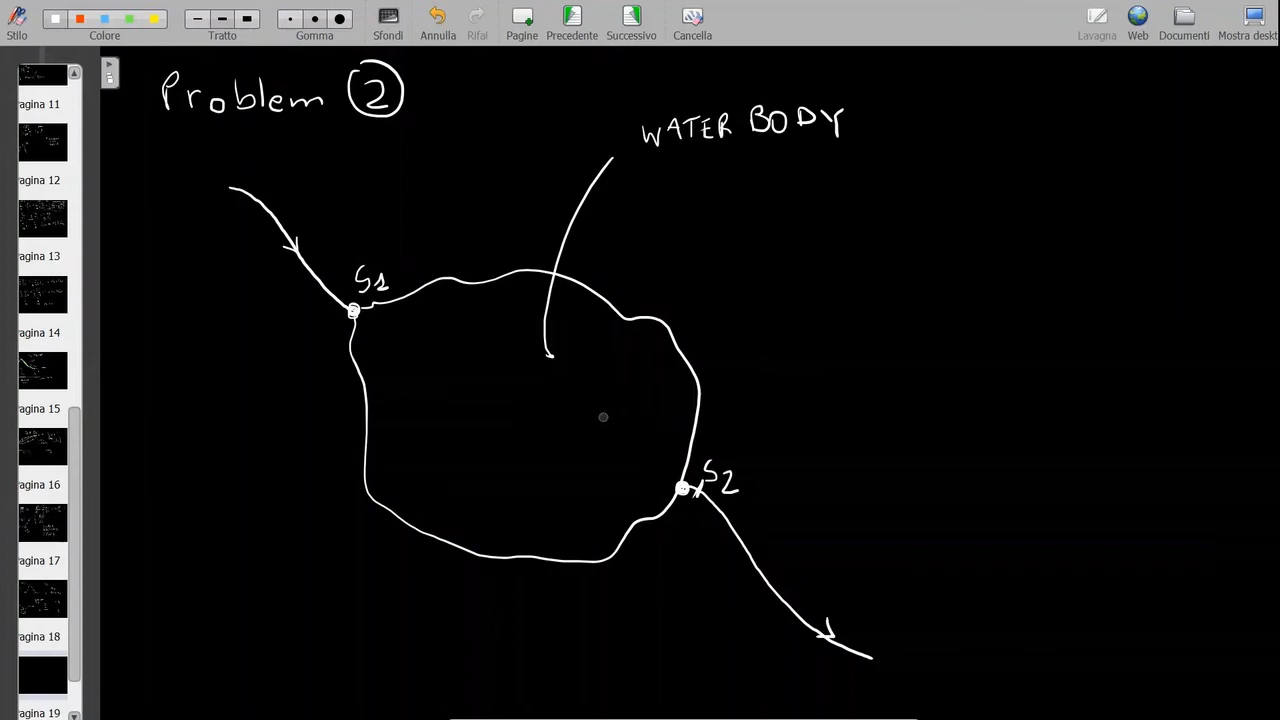 Stilo
Colore
Tratto
Gomma
Sfondi
Annulla
Rifai
Pagine
Precedente
Successivo
Cancella
Lavagna
Web
Documenti
Mostra deskt
agina 11
agina 12
agina 13
agina 14
agina 15
agina 16
agina 17
agina 18
agina 19
Problem 2
WATER BODY
S1
S2